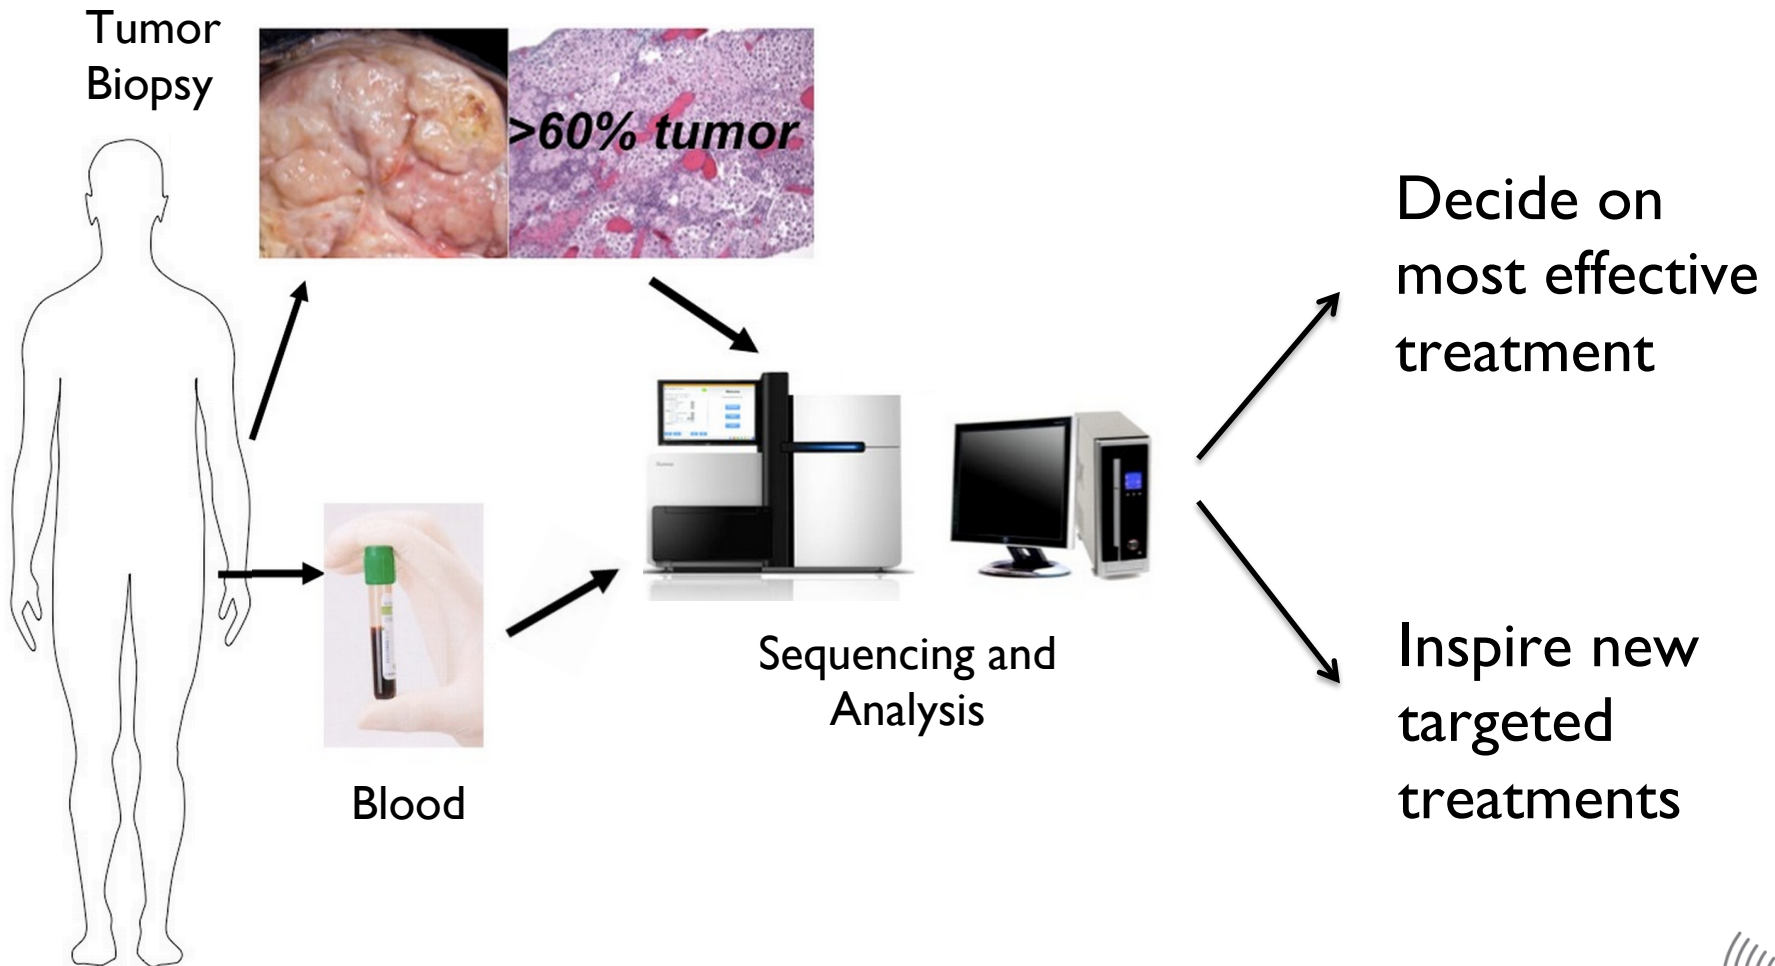 Tumor
Biopsy
>60% tumor
Decide on
most effective
treatment
Sequencing and
Analysis
Blood
Inspire new
targeted
treatments